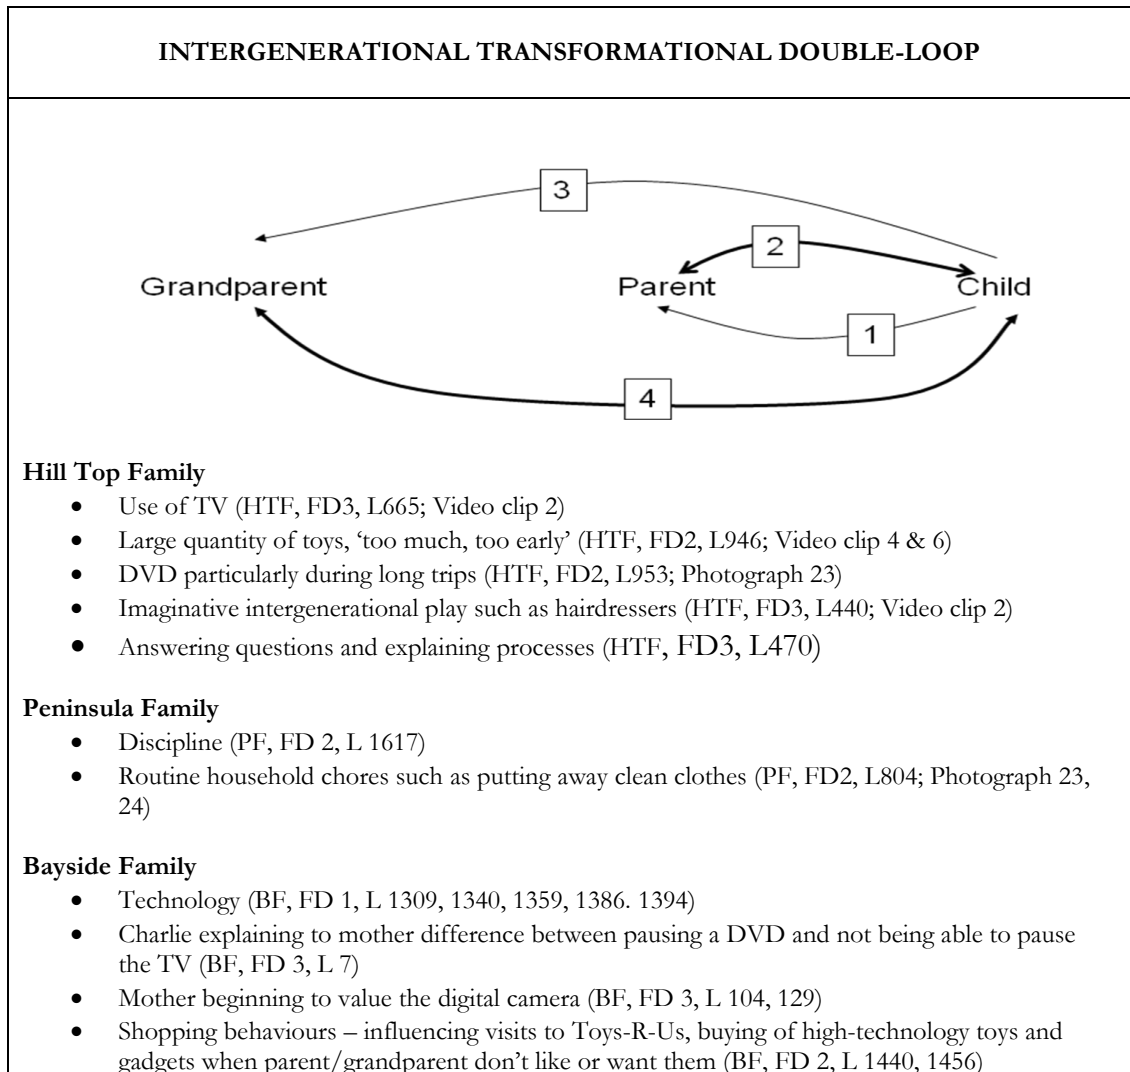 INTERGENERATIONAL TRANSFORMATIONAL DOUBLE-LOOP
3
2
Grandparent Parent Child
1
4
Hill Top Family
• Use of TV (HTF, FD3, L665; Video clip 2)
• Large quantity of toys, ‘too much, too early’ (HTF, FD2, L946; Video clip 4 & 6)
• DVD particularly during long trips (HTF, FD2, L953; Photograph 23)
• Imaginative intergenerational play such as hairdressers (HTF, FD3, L440; Video clip 2)
• Answering questions and explaining processes (HTF, FD3, L470)
Peninsula Family
• Discipline (PF, FD 2, L 1617)
• Routine household chores such as putting away clean clothes (PF, FD2, L804; Photograph 23,
24)
Bayside Family
• Technology (BF, FD 1, L 1309, 1340, 1359, 1386. 1394)
• Charlie explaining to mother difference between pausing a DVD and not being able to pause
the TV (BF, FD 3, L 7)
• Mother beginning to value the digital camera (BF, FD 3, L 104, 129)
• Shopping behaviours – influencing visits to Toys-R-Us, buying of high-technology toys and
gadgets when parent/grandparent don’t like or want them (BF, FD 2, L 1440, 1456)